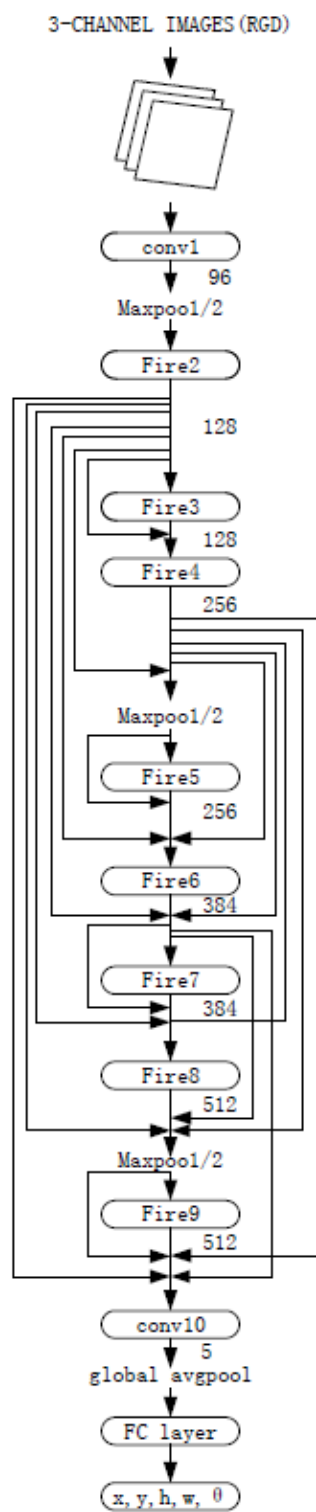 3-CHANNEL IMAGES(RGD)
conv1
96
Maxpool/2
Fire2
128
Fire3
128
Fire4
256
Maxpool/2
Fire5
256
Fire6
384
Fire7
384
Fire8
512
Maxpool/2
Fire9
512
conv10
5
global avgpool
FC layer
x, y, h, w, θ